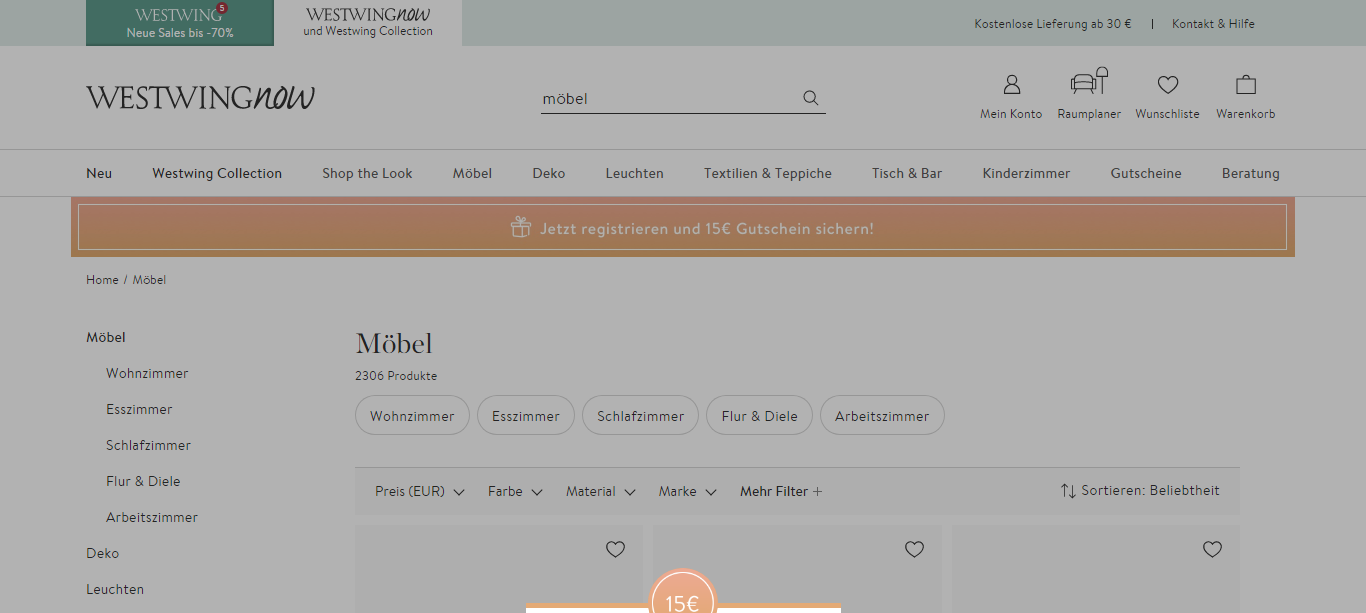 WESTWING 5
Neue Sales bis -70%
WESTWINGnow
und Westwing Collection
Kostenlose Lieferung ab 30 € | Kontakt & Hilfe
WESTWINGnow
möbel
Mein Konto Raumplaner Wunschliste Warenkorb
Neu Westwing Collection Shop the Look Möbel Deko Leuchten Textilien & Teppiche Tisch & Bar Kinderzimmer Gutscheine Beratung
Jetzt registrieren und 15€ Gutschein sichern!
Home / Möbel
Möbel
Wohnzimmer
Esszimmer
Schlafzimmer
Flur & Diele
Arbeitszimmer
Deko
Leuchten
Möbel
2306 Produkte
Wohnzimmer Esszimmer Schlafzimmer Flur & Diele Arbeitszimmer
Preis (EUR) Farbe Material Marke Mehr Filter + Sortieren: Beliebtheit
15€